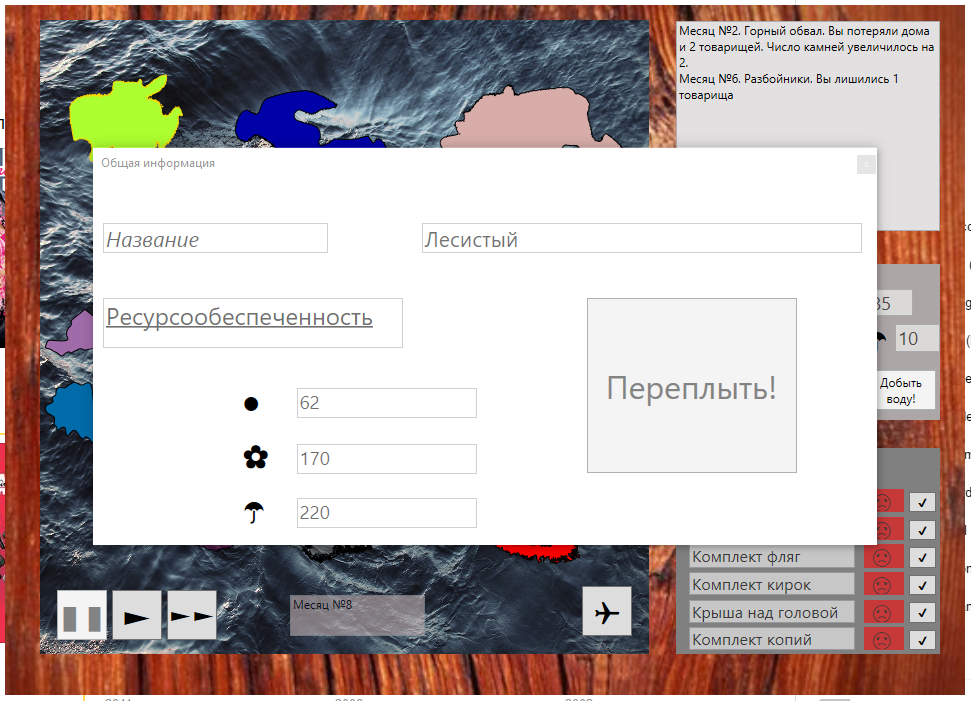 Месяц №2. Горный обвал. Вы потеряли дома
и 2 товарищей. Число камней увеличилось на
2.
Месяц №6. Разбойники. Вы лишились 1
товарища
Общая информация
x
Название
Лесистый
Ресурсообеспеченность
Переплыть!
62
170
220
35
10
Добыть
воду!
Комплект фляг
Комплект кирок
Крыша над головой
Комплект копий
Месяц №8